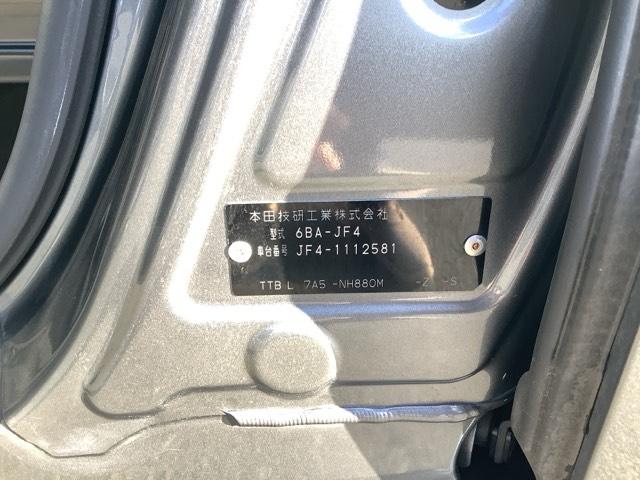 本田技研工業株式会社
型式 6BA-JF4
車台番号 JF4-1112581
TTB L 7A5 -NH880M -Z -S